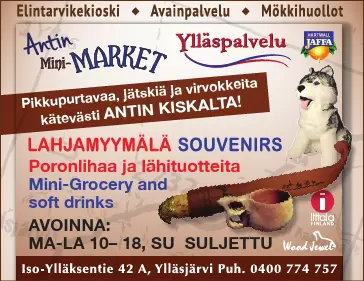 Elintarvikekioski ◆ Avainpalvelu ◆ Mökkihuollot
Antin
Mini-MARKET
Ylläspalvelu
HARTWALL
JAFFA
Pikkupurtavaa, jätskiä ja virvokkeita
kätevästi ANTIN KISKALTA!
LAHJAMYYMÄLÄ SOUVENIRS
Poronlihaa ja lähituotteita
Mini-Grocery and
soft drinks
AVOINNA:
MA-LA 10– 18, SU SULJETTU
i
iittala
FINLAND
Wood Jewel
Iso-Ylläksentie 42 A, Ylläsjärvi Puh. 0400 774 757